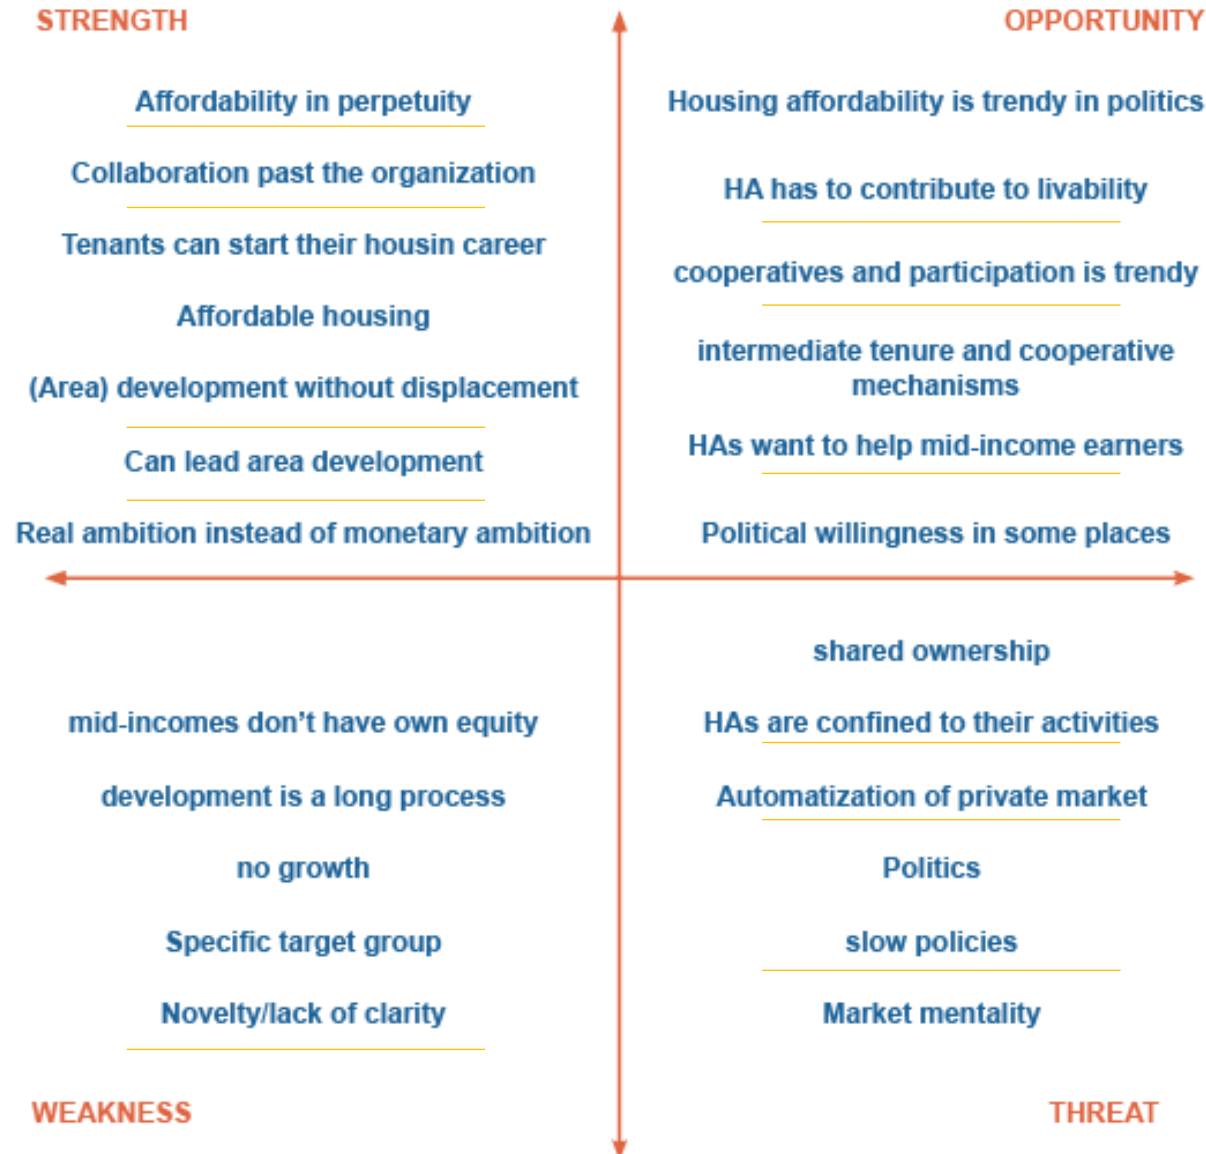 STRENGTH
Affordability in perpetuity
Collaboration past the organization
Tenants can start their housin career
Affordable housing
(Area) development without displacement
Can lead area development
Real ambition instead of monetary ambition
OPPORTUNITY
Housing affordability is trendy in politics
HA has to contribute to livability
cooperatives and participation is trendy
intermediate tenure and cooperative
mechanisms
HAs want to help mid-income earners
Political willingness in some places
mid-incomes don’t have own equity
development is a long process
no growth
Specific target group
Novelty/lack of clarity
WEAKNESS
shared ownership
HAs are confined to their activities
Automatization of private market
Politics
slow policies
Market mentality
THREAT